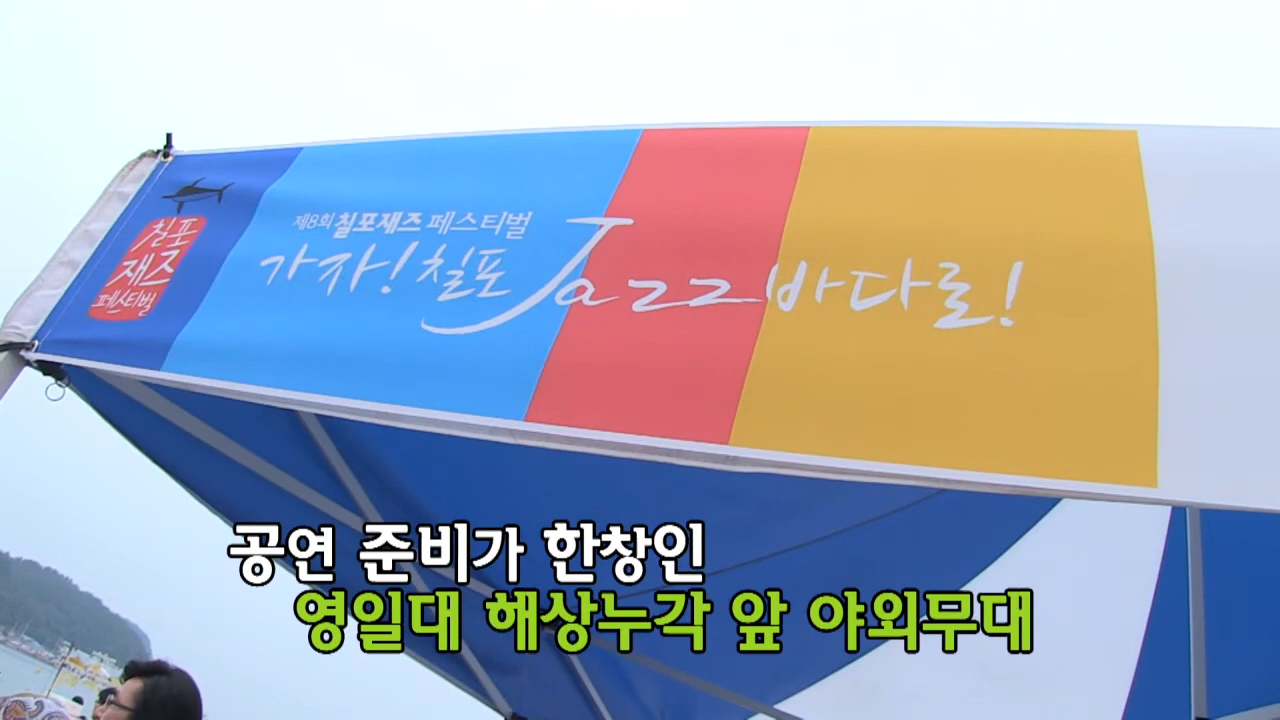 칠포
재즈
페스티벌
제8회 칠포재즈 페스티벌
가자! 칠포 Jazz 바다로!
공연 준비가 한창인
영일대 해상누각 앞 야외무대